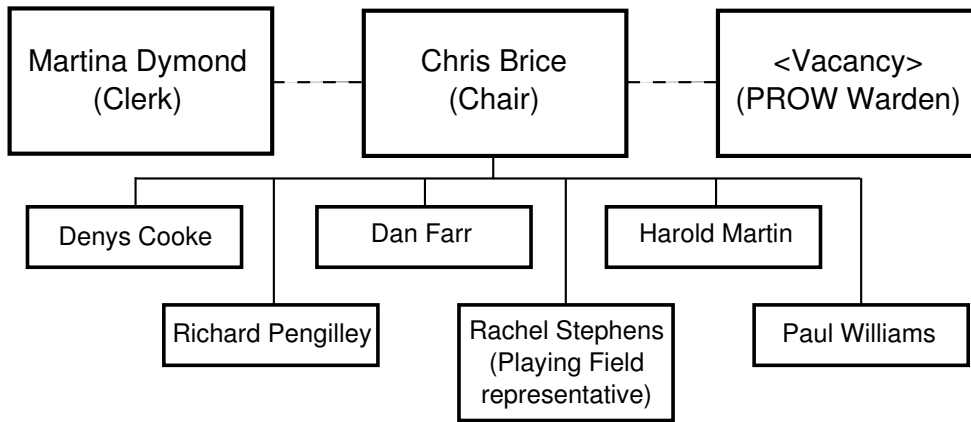 Martina Dymond
(Clerk)
Chris Brice
(Chair)
<Vacancy>
(PROW Warden)
Denys Cooke
Dan Farr
Harold Martin
Richard Pengilley
Rachel Stephens
(Playing Field
representative)
Paul Williams